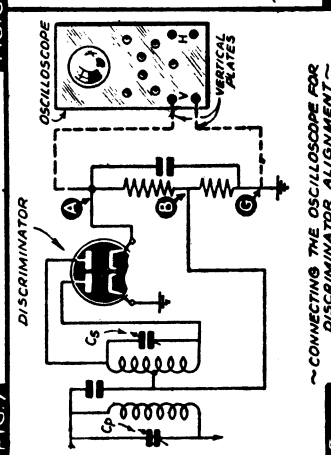 OSCILLOSCOPE
H
V
VERTICAL
PLATES
DISCRIMINATOR
A
B
G
CP
CS
~CONNECTING THE OSCILLOSCOPE FOR
DISCRIMINATOR ALIGNMENT~